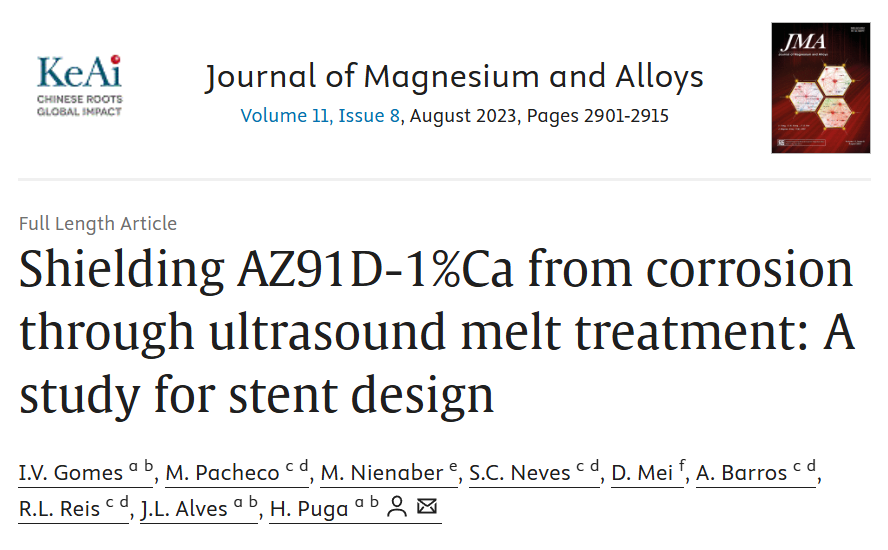 KeAi
CHINESE ROOTS
GLOBAL IMPACT
Journal of Magnesium and Alloys
Volume 11, Issue 8, August 2023, Pages 2901-2915
JMA
Full Length Article
Shielding AZ91D-1%Ca from corrosion
through ultrasound melt treatment: A
study for stent design
I.V. Gomes a b, M. Pacheco c d, M. Nienaber e, S.C. Neves c d, D. Mei f, A. Barros c d,
R.L. Reis c d, J.L. Alves a b, H. Puga a b